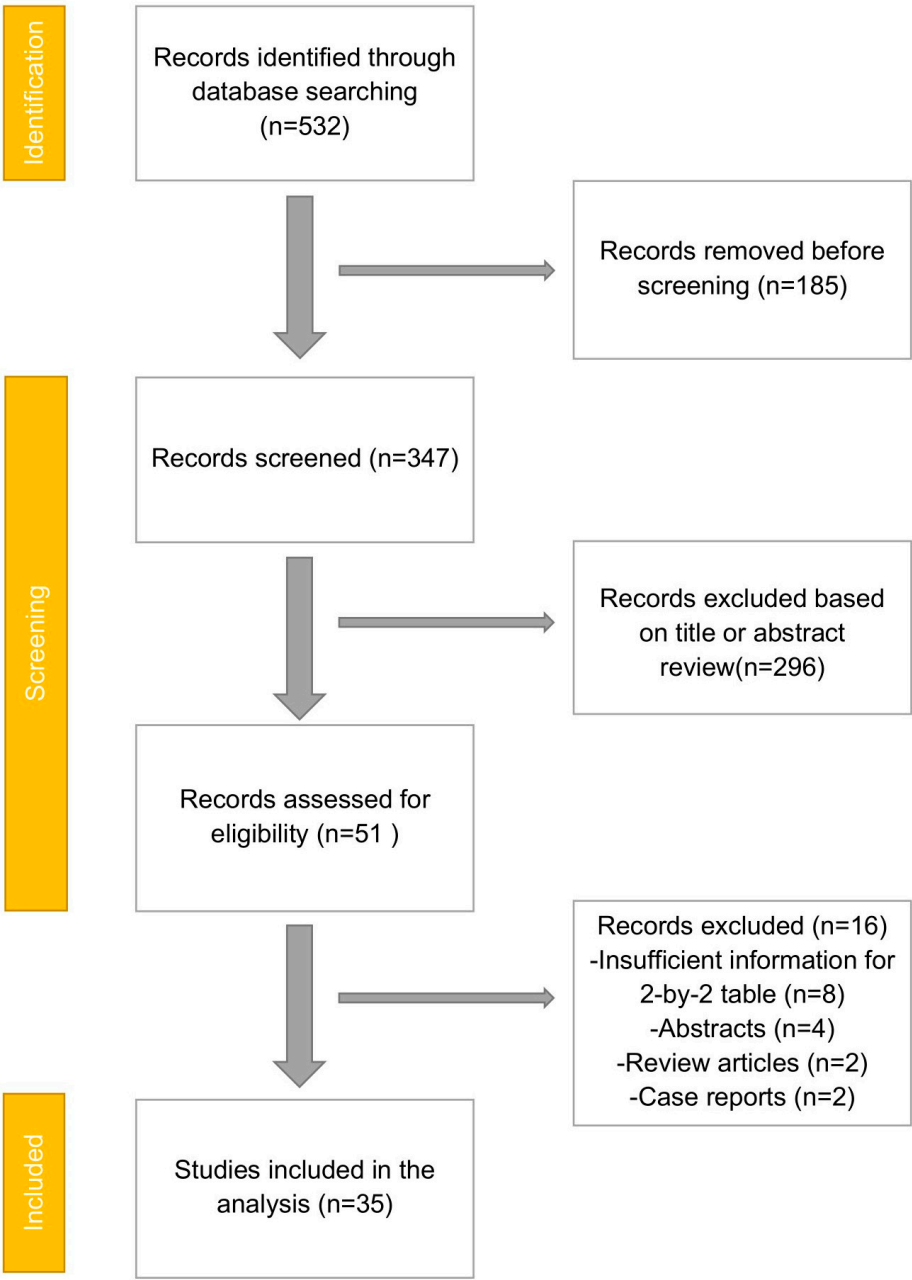 Identification
Records identified through
database searching
(n=532)
Records removed before
screening (n=185)
Screening
Records screened (n=347)
Records excluded based
on title or abstract
review(n=296)
Records assessed for
eligibility (n=51 )
Records excluded (n=16)
-Insufficient information for
2-by-2 table (n=8)
-Abstracts (n=4)
-Review articles (n=2)
-Case reports (n=2)
Included
Studies included in the
analysis (n=35)